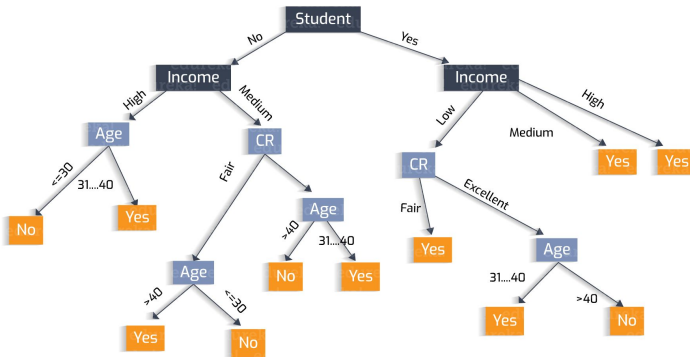 Student
No
Yes
Income
Income
High
Medium
Low
Medium
High
Age
CR
CR
Yes
Yes
<=30
31....40
Fair
Fair
Excellent
No
Yes
Age
Yes
Age
>40
31....40
Age
No
Yes
31....40
>40
>40
<=30
Yes
No
Yes
No